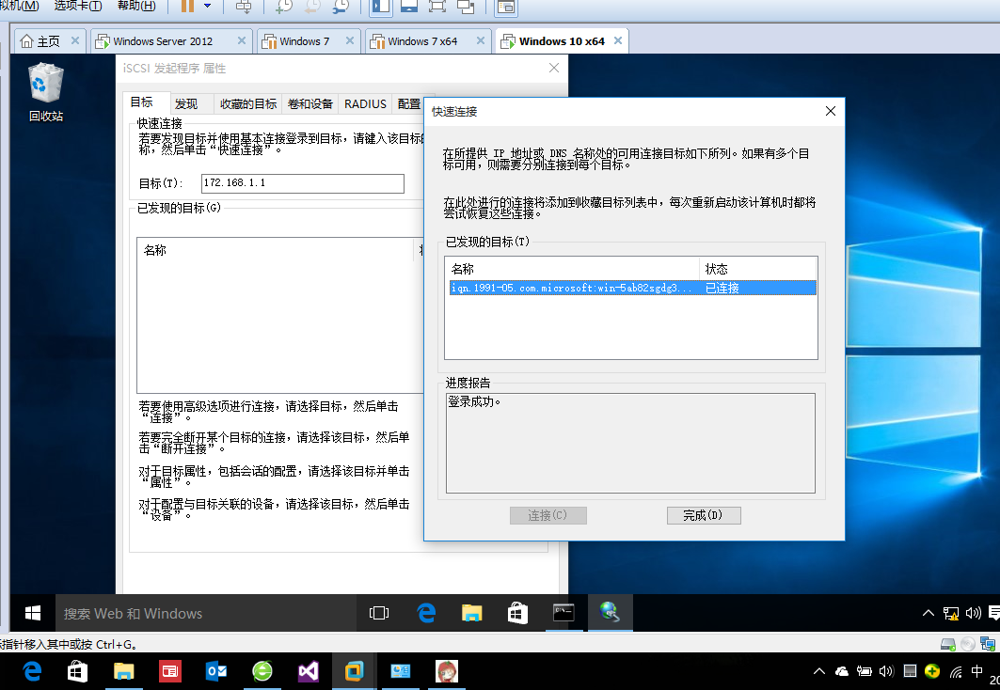 拟机(M) 选项卡(T) 帮助(H)
主页 Windows Server 2012 Windows 7 Windows 7 x64 Windows 10 x64
回收站
iSCSI 发起程序 属性
目标 发现 收藏的目标 卷和设备 RADIUS 配置
快速连接
若要发现目标并使用基本连接登录到目标，请键入该目标的
称，然后单击“快速连接”。
目标(T): 172.168.1.1
已发现的目标(G)
名称
若要使用高级选项进行连接，请选择目标，然后单击
“连接”。
若要完全断开某个目标的连接，请选择该目标，然后单
击“断开连接”。
对于目标属性，包括会话的配置，请选择该目标并单击
“属性”。
对于配置与目标关联的设备，请选择该目标，然后单击
“设备”。
快速连接
在所提供 IP 地址或 DNS 名称处的可用连接目标如下所列。如果有多个目
标可用，则需要分别连接到每个目标。
在此处进行的连接将添加到收藏目标列表中，每次重新启动该计算机时都将
尝试恢复这些连接。
已发现的目标(T)
名称 状态
iqn.1991-05.com.microsoft:win-5ab82sgdg3... 已连接
进度报告
登录成功。
连接(C) 完成(D)
搜索 Web 和 Windows
指针移入其中或按 Ctrl+G。
中
20